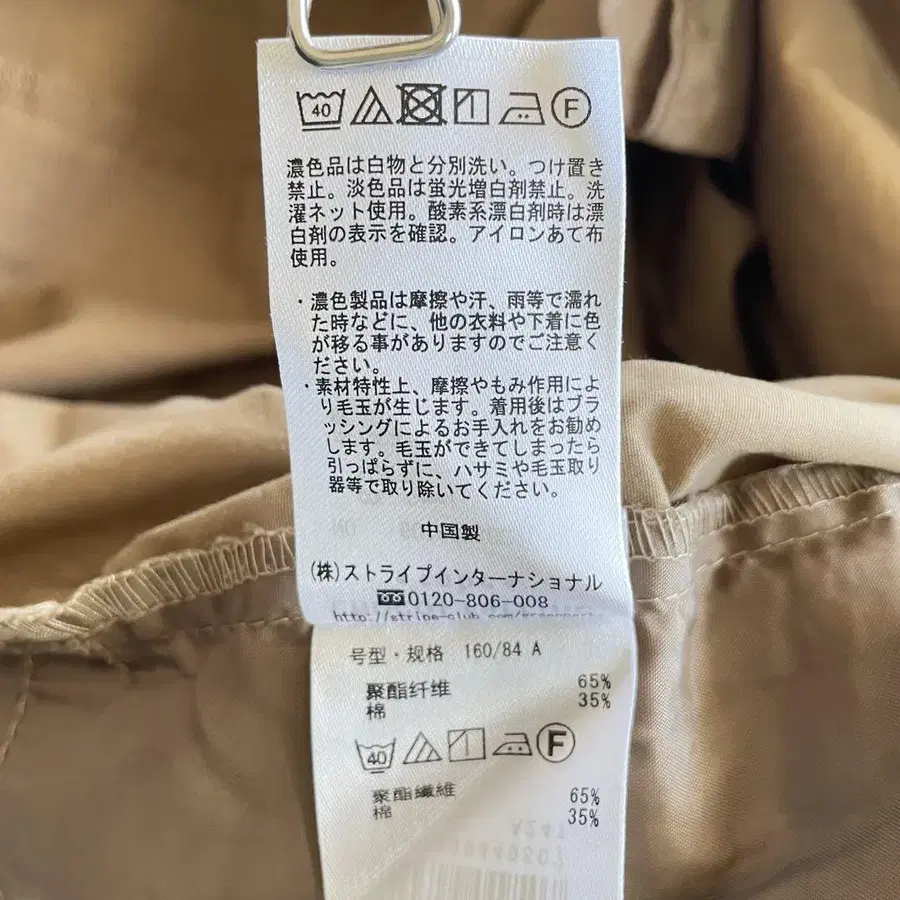 40 F
濃色品は白物と分別洗い。つけ置き
禁止。淡色品は蛍光増白剤禁止。洗
濯ネット使用。酸素系漂白剤時は漂
白剤の表示を確認。アイロンあて布
使用。
・濃色製品は摩擦や汗、雨等で濡れ
た時などに、他の衣料や下着に色
が移る事がありますのでご注意く
ださい。
・素材特性上、摩擦やもみ作用によ
り毛玉が生じます。着用後はブラ
ッシングによるお手入れをお勧め
します。毛玉ができてしまったら
引っぱらずに、ハサミや毛玉取り
器等で取り除いてください。
中国製
(株)ストライプインターナショナル
0120-806-008
http://stripe-club.com/
号型・规格 160/84 A
聚酯纤维 65%
棉 35%
40 F
聚酯纖維 65%
棉 35%